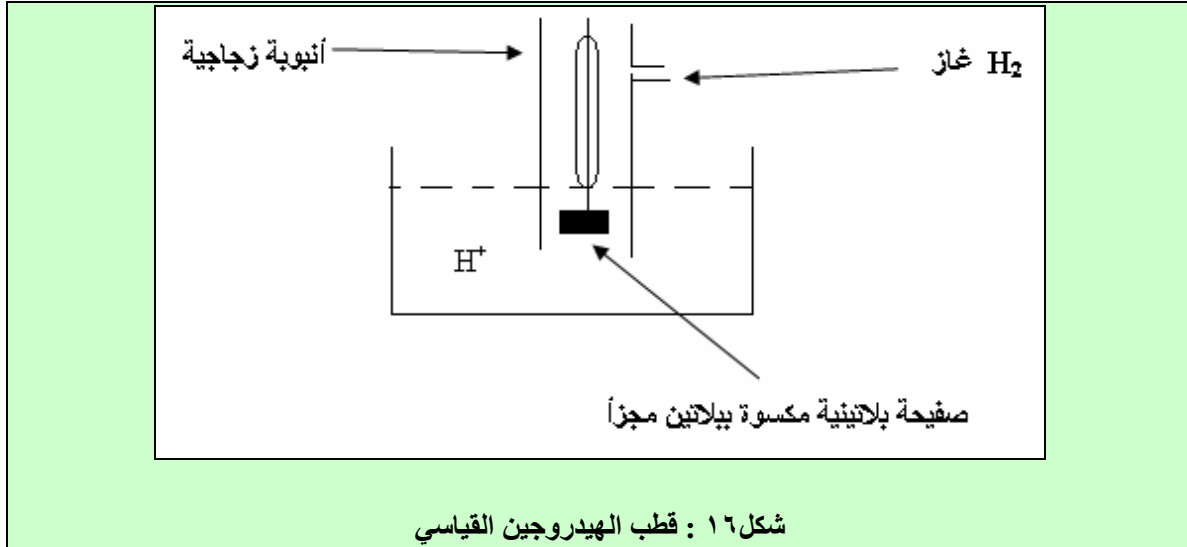 أنبوبة زجاجية
غاز H₂
H⁺
صفيحة بلاتينية مكسوة ببلاتين مجزأ
شكل١٦ : قطب الهيدروجين القياسي